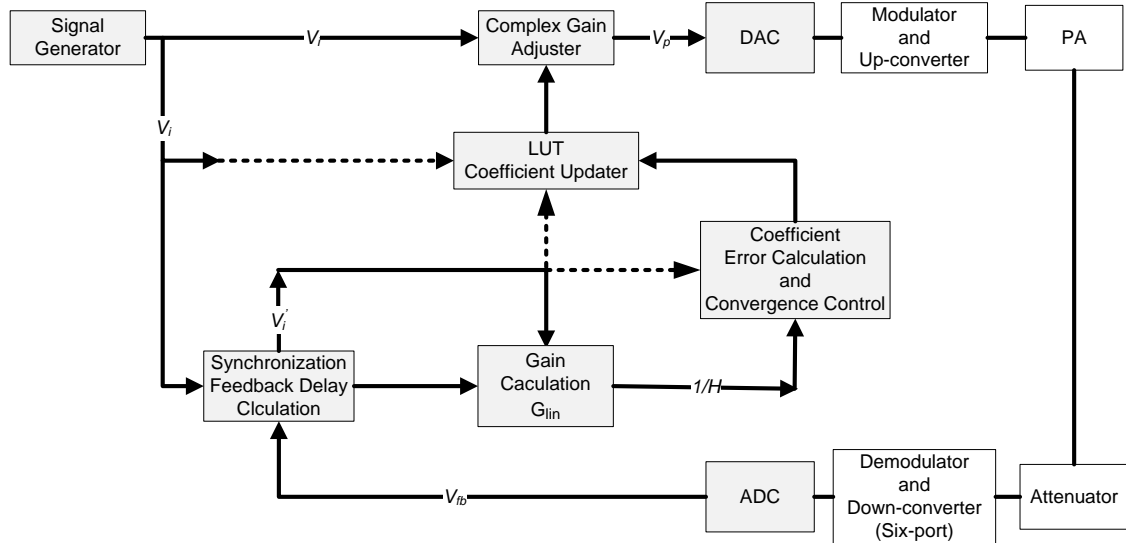 Signal
Generator
V_I
Complex Gain
Adjuster
V_p
DAC
Modulator
and
Up-converter
PA
V_i
LUT
Coefficient Updater
Coefficient
Error Calculation
and
Convergence Control
V_i'
Synchronization
Feedback Delay
Clculation
Gain
Caculation
G_lin
1/H
V_fb
ADC
Demodulator
and
Down-converter
(Six-port)
Attenuator